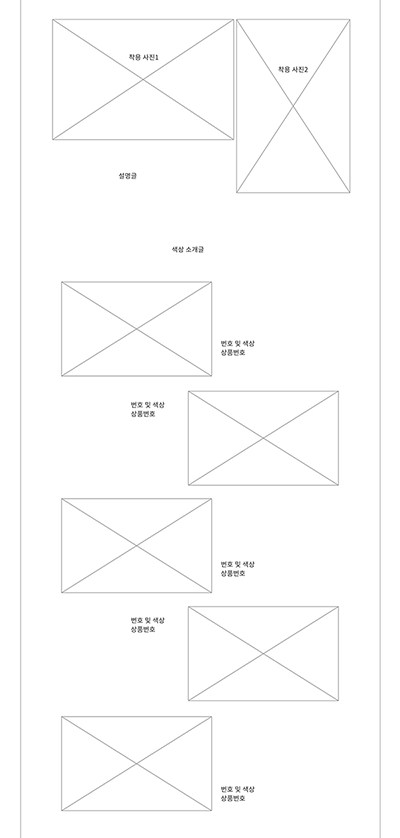 착용 사진1
착용 사진2
설명글
색상 소개글
번호 및 색상
상품번호
번호 및 색상
상품번호
번호 및 색상
상품번호
번호 및 색상
상품번호
번호 및 색상
상품번호